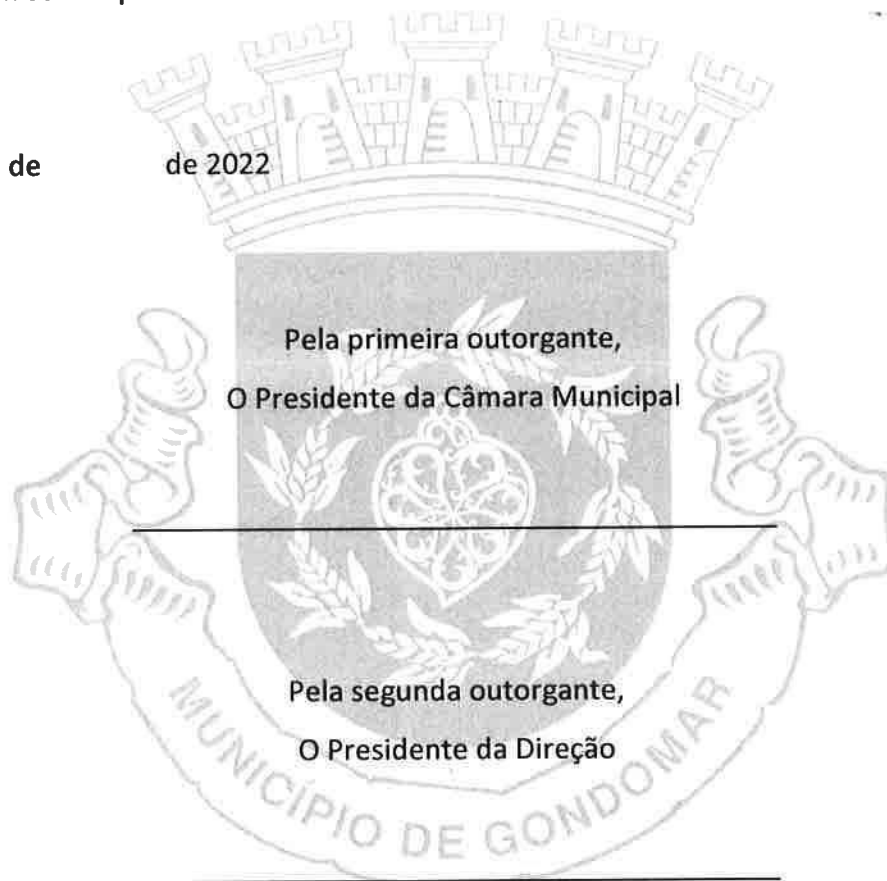 de de 2022
Pela primeira outorgante,
O Presidente da Câmara Municipal
Pela segunda outorgante,
O Presidente da Direção
MUNICÍPIO DE GONDOMAR